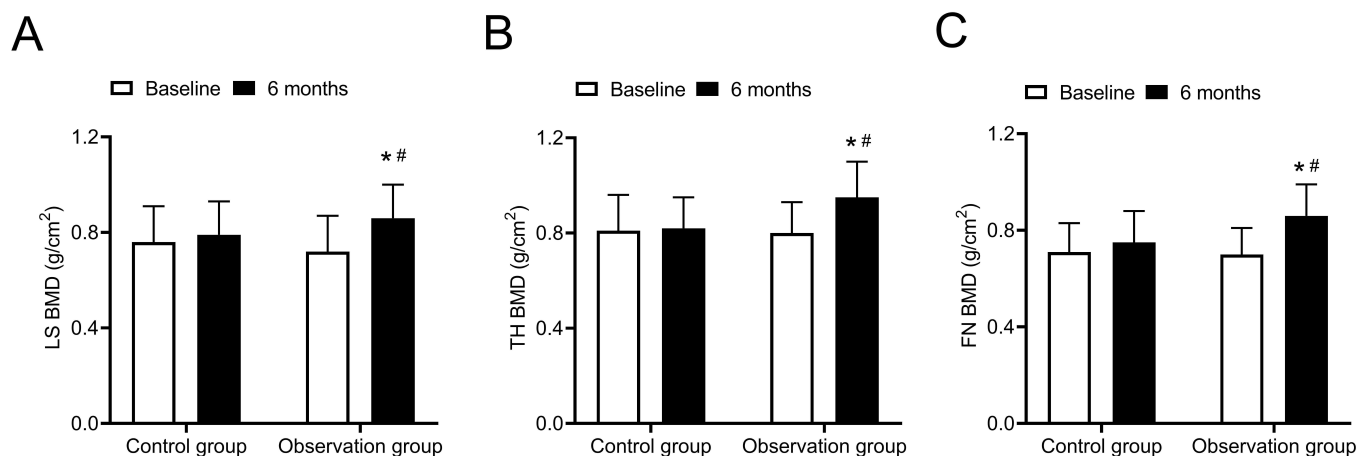 A
Baseline 6 months
LS BMD (g/cm²)
1.2
0.8
0.4
0.0
* #
Control group Observation group
B
Baseline 6 months
TH BMD (g/cm²)
1.2
0.8
0.4
0.0
* #
Control group Observation group
C
Baseline 6 months
FN BMD (g/cm²)
1.2
0.8
0.4
0.0
* #
Control group Observation group